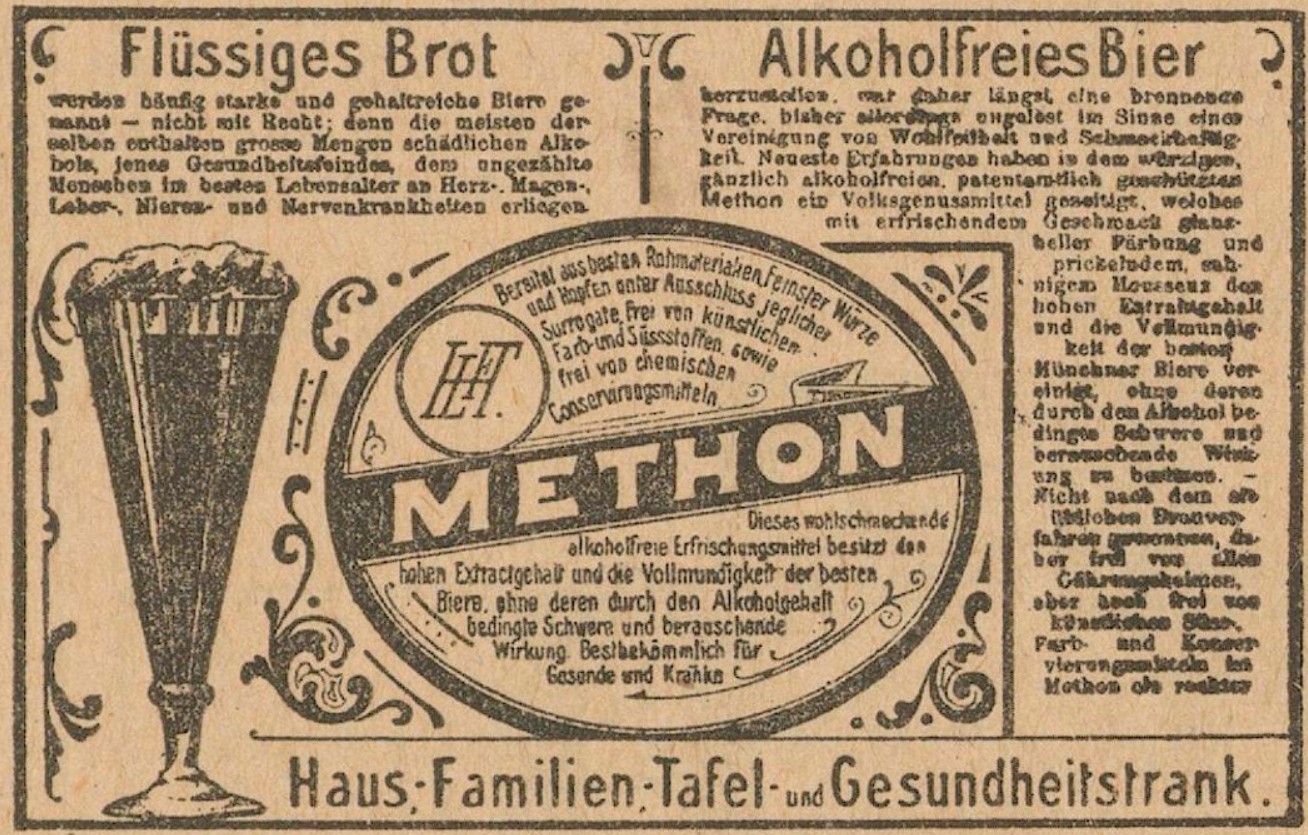 Flüssiges Brot
werden häufig starke und gehaltreiche Biere ge-
nannt — nicht mit Recht; denn die meisten der-
selben enthalten grosse Mengen schädlichen Alko-
hols, jenes Gesundheitsfeindes, dem ungezählte
Menschen im besten Lebensalter an Herz-, Magen-,
Leber-, Nieren- und Nervenkrankheiten erliegen.
Alkoholfreies Bier
herzustellen, war daher längst eine brennende
Frage, bisher allerdings ungelöst im Sinne einer
Vereinigung von Wohlfeilheit und Schmackhaftig-
keit. Neueste Erfahrungen haben in dem würzigen,
gänzlich alkoholfreien, patentamtlich geschützten
Methon ein Volksgenussmittel gezeitigt, welches
mit erfrischendem Geschmack glanz-
heller Färbung und
prickelndem, sah-
nigem Mousseux den
hohen Extraktgehalt
und die Vollmundig-
keit der besten
Münchner Biere ver-
einigt, ohne deren
durch den Alkohol be-
dingte Schwere und
berauschende Wirk-
ung zu besitzen. —
Nicht nach dem
üblichen Brauver-
fahren gewonnen, da-
her frei von allen
Gährungskeimen,
aber auch frei von
künstlichen Süss-,
Farb- und Konser-
vierungsmitteln ist
Methon ein rechter
Bereitet aus besten Rohmaterialien, feinster Würze
und Hopfen unter Ausschluss jeglicher
Surrogate, frei von künstlichen
Farb- und Süssstoffen, sowie
frei von chemischen
Conservirungsmitteln
METHON
Dieses wohlschmeckende
alkoholfreie Erfrischungsmittel besitzt den
hohen Extractgehalt und die Vollmundigkeit der besten
Biere, ohne deren durch den Alkoholgehalt
bedingte Schwere und berauschende
Wirkung. Bestbekömmlich für
Gesunde und Kranke
Haus-, Familien-, Tafel- und Gesundheitstrank.